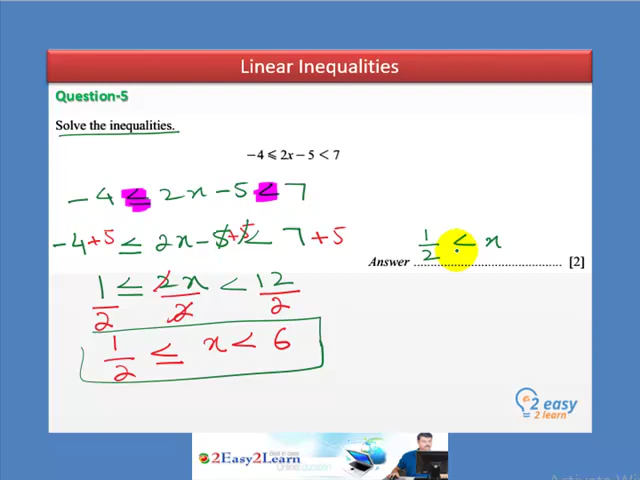 Linear Inequalities
Question-5
Solve the inequalities.
−4 ⩽ 2x − 5 < 7
−4 ≤ 2x −5 < 7
−4+5 ≤ 2x −5+5 < 7+5
1/2 ≤ 2x/2 < 12/2
1/2 ≤ x < 6
1/2 ≤ x
Answer ........................................................ [2]
2 easy
2 learn
2Easy2Learn